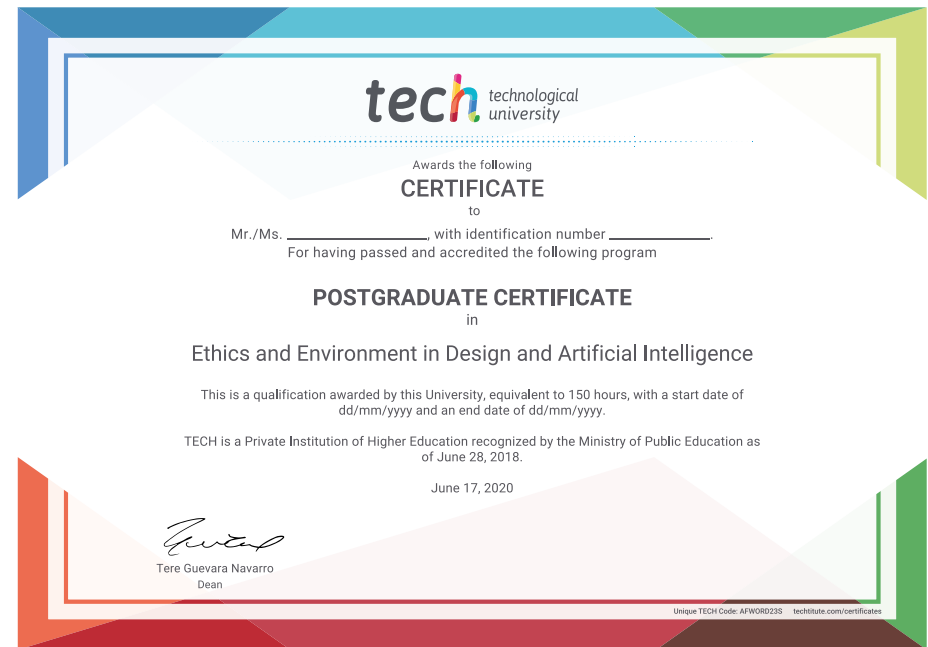 tech technological
university
Awards the following
CERTIFICATE
to
Mr./Ms. ____________________, with identification number ______________.
For having passed and accredited the following program
POSTGRADUATE CERTIFICATE
in
Ethics and Environment in Design and Artificial Intelligence
This is a qualification awarded by this University, equivalent to 150 hours, with a start date of
dd/mm/yyyy and an end date of dd/mm/yyyy.
TECH is a Private Institution of Higher Education recognized by the Ministry of Public Education as
of June 28, 2018.
June 17, 2020
Tere Guevara Navarro
Dean
Unique TECH Code: AFWORD23S techtitute.com/certificates